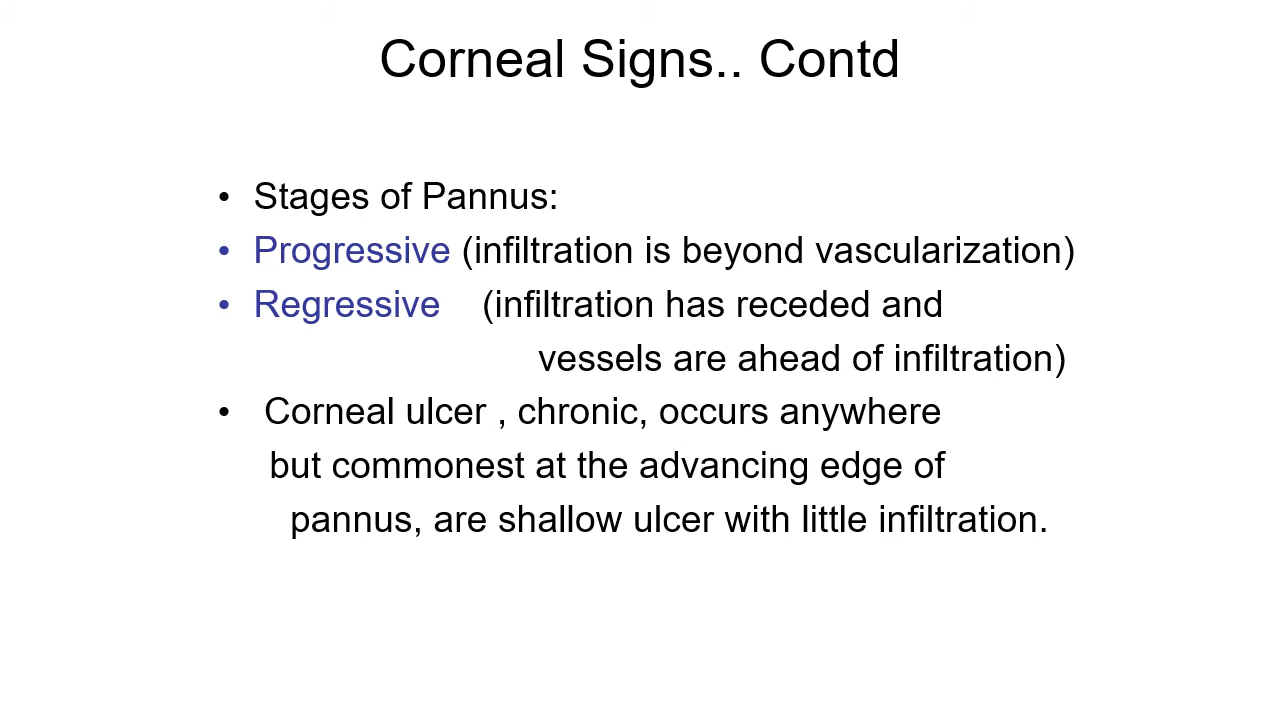 Corneal Signs.. Contd
• Stages of Pannus:
• Progressive (infiltration is beyond vascularization)
• Regressive (infiltration has receded and
vessels are ahead of infiltration)
• Corneal ulcer , chronic, occurs anywhere
but commonest at the advancing edge of
pannus, are shallow ulcer with little infiltration.